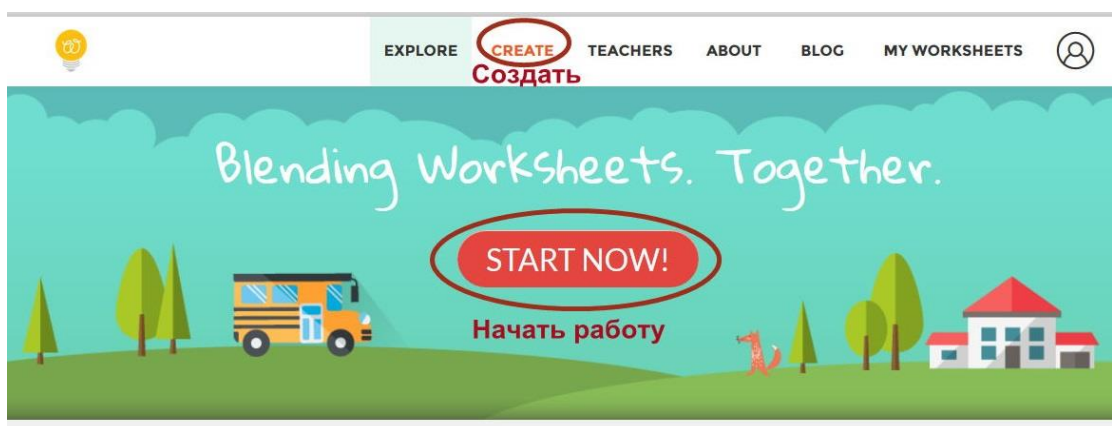 EXPLORE CREATE TEACHERS ABOUT BLOG MY WORKSHEETS
Создать
Blending Worksheets. Together.
START NOW!
Начать работу